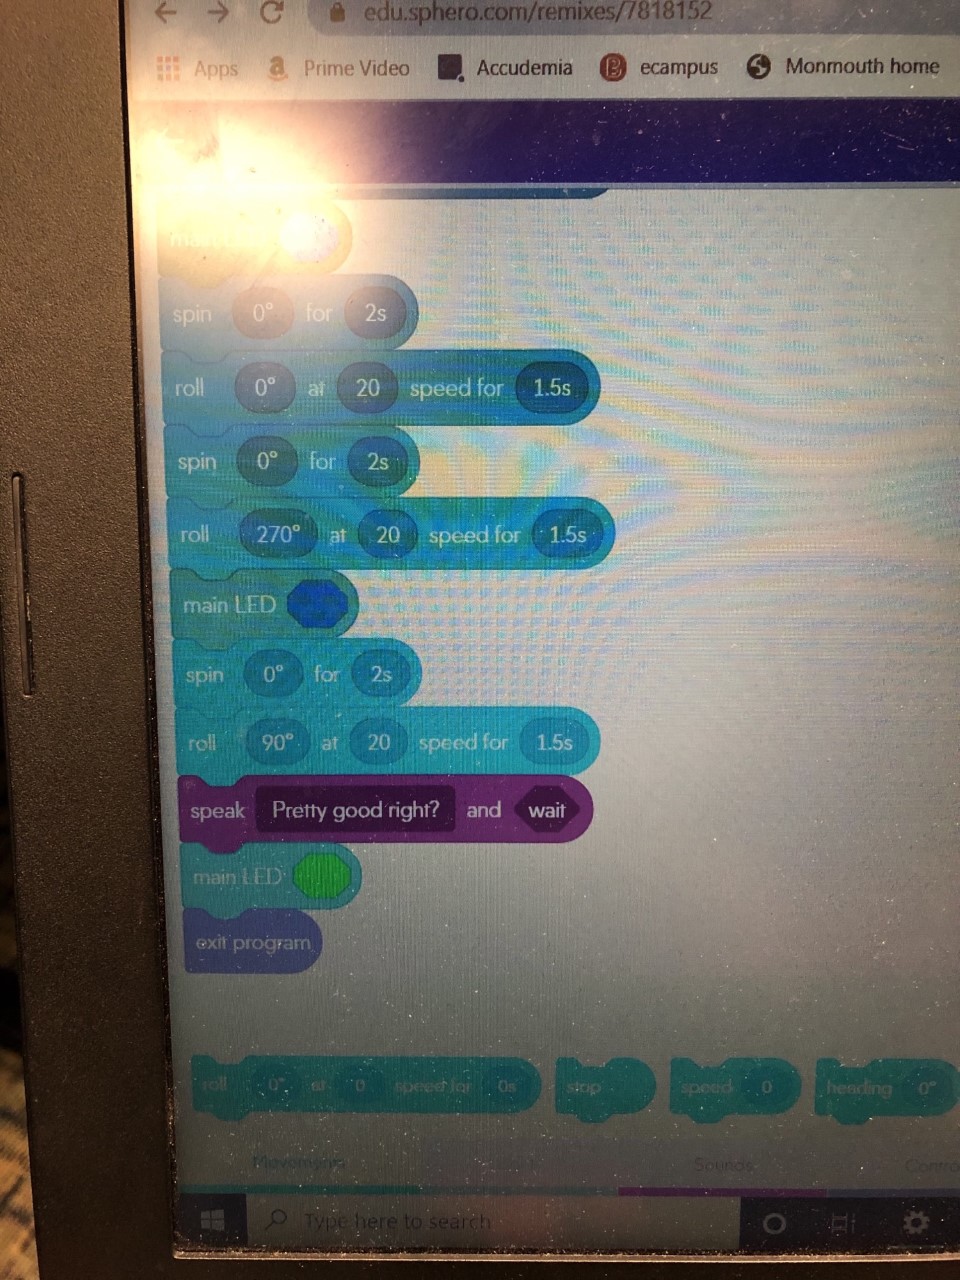 edu.sphero.com/remixes/7818152
Apps Prime Video Accudemia ecampus Monmouth home
main
spin 0° for 2s
roll 0° at 20 speed for 1.5s
spin 0° for 2s
roll 270° at 20 speed for 1.5s
main LED
spin 0° for 2s
roll 90° at 20 speed for 1.5s
speak Pretty good right? and wait
main LED
exit program
roll 0° at 0 speed for 0s stop speed 0 heading 0°
Movements Sounds Contro
Type here to search